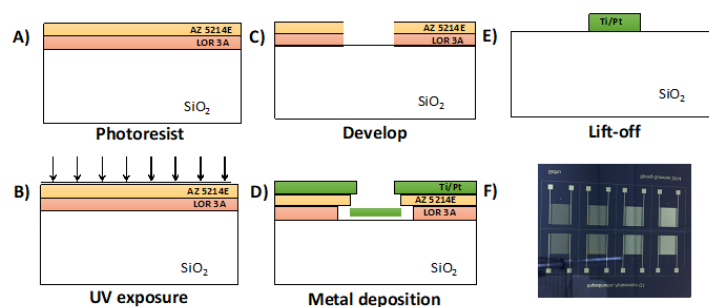 A)
AZ 5214E
LOR 3A
SiO2
Photoresist
B)
AZ 5214E
LOR 3A
SiO2
UV exposure
C)
AZ 5214E
LOR 3A
SiO2
Develop
D)
Ti/Pt
AZ 5214E
LOR 3A
SiO2
Metal deposition
E)
Ti/Pt
SiO2
Lift-off
F)